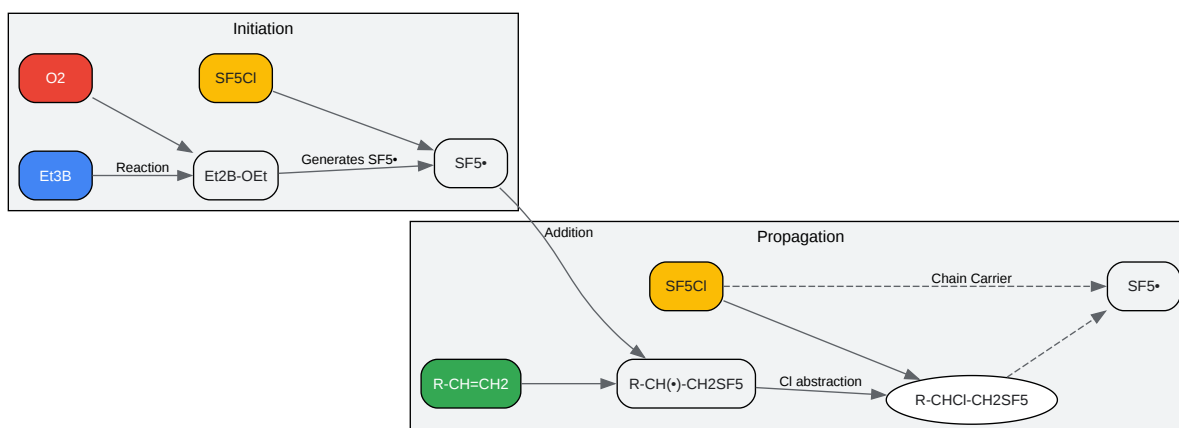 Initiation
O2
SF5Cl
Et3B
Reaction
Et2B-OEt
Generates SF5•
SF5•
Addition
Propagation
SF5Cl
Chain Carrier
SF5•
R-CH=CH2
R-CH(•)-CH2SF5
Cl abstraction
R-CHCl-CH2SF5